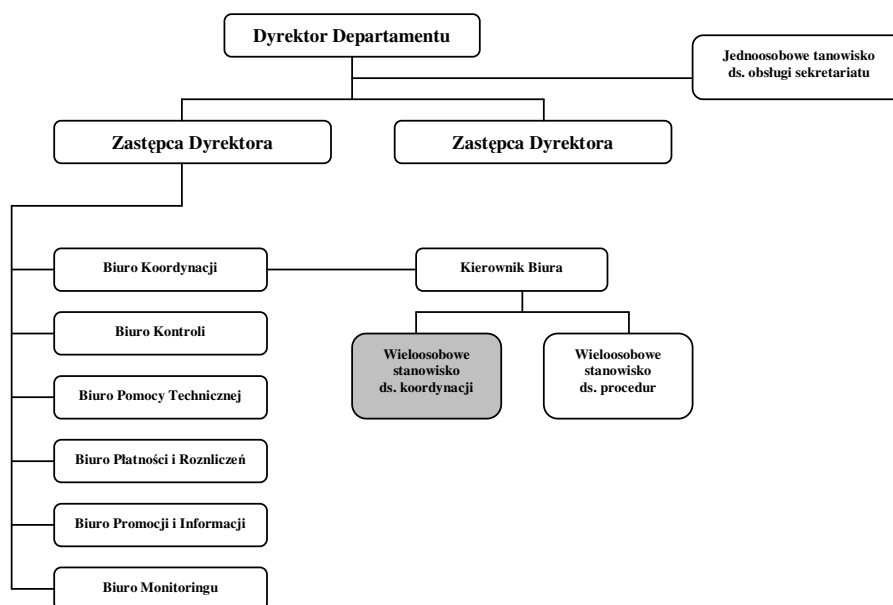 Dyrektor Departamentu
Jednoosobowe tanowisko
ds. obsługi sekretariatu
Zastępca Dyrektora
Zastępca Dyrektora
Biuro Koordynacji
Kierownik Biura
Biuro Kontroli
Wieloosobowe
stanowisko
ds. koordynacji
Wieloosobowe
stanowisko
ds. procedur
Biuro Pomocy Technicznej
Biuro Płatności i Roznliczeń
Biuro Promocji i Informacji
Biuro Monitoringu